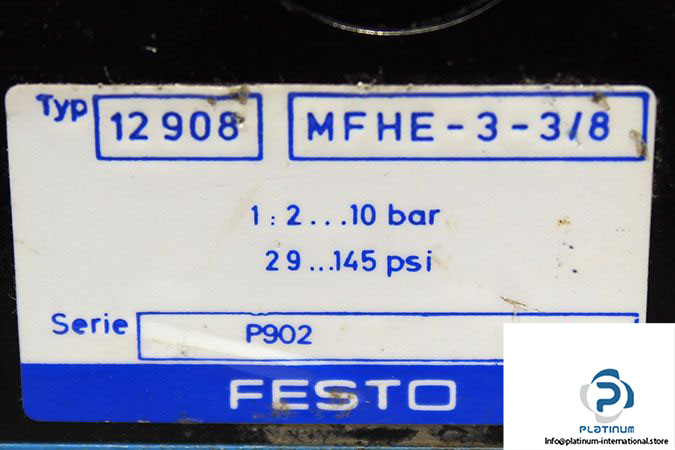 Typ 12 908 MFHE - 3 - 3/8
1 : 2 ... .10 bar
29 ...145 psi
Serie P902
FESTO
PLATINUM
Info@platinum-international.store